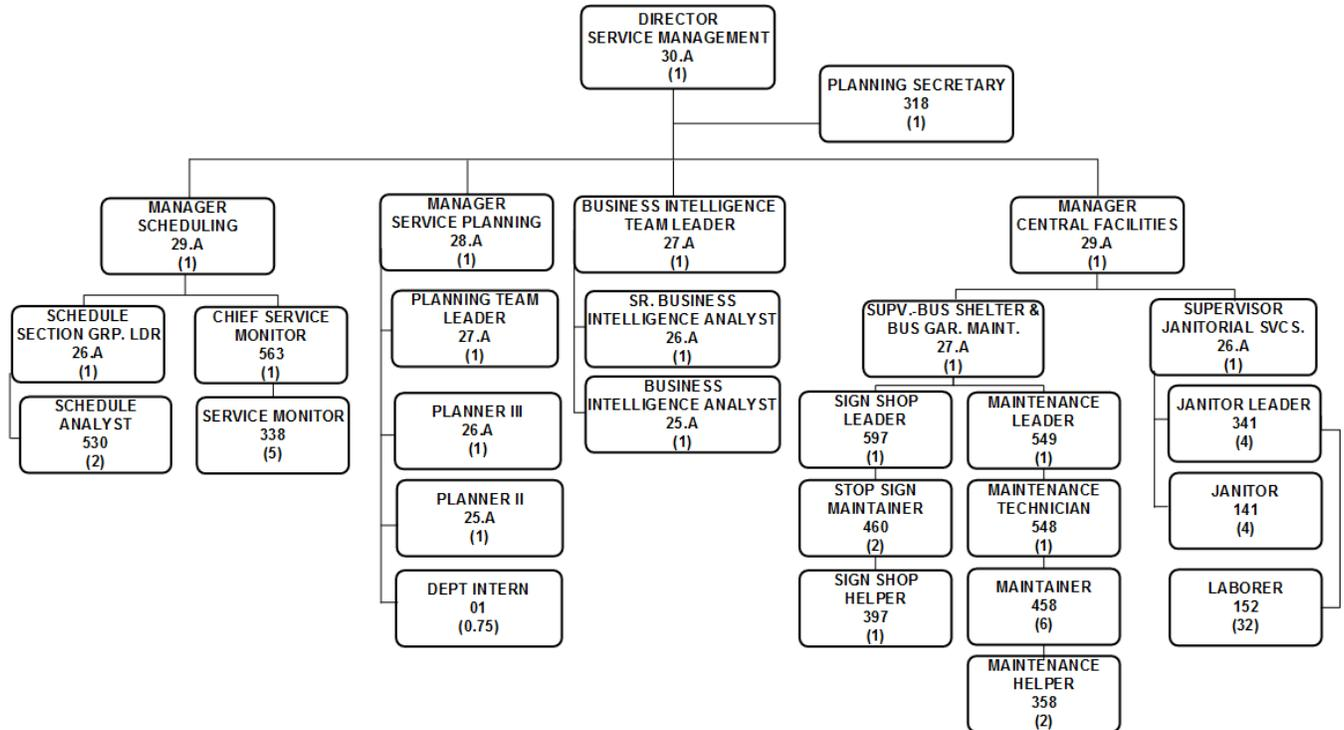 DIRECTOR
SERVICE MANAGEMENT
30.A
(1)
PLANNING SECRETARY
318
(1)
MANAGER
SCHEDULING
29.A
(1)
SCHEDULE
SECTION GRP. LDR
26.A
(1)
SCHEDULE
ANALYST
530
(2)
CHIEF SERVICE
MONITOR
563
(1)
SERVICE MONITOR
338
(5)
MANAGER
SERVICE PLANNING
28.A
(1)
PLANNING TEAM
LEADER
27.A
(1)
PLANNER III
26.A
(1)
PLANNER II
25.A
(1)
DEPT INTERN
01
(0.75)
BUSINESS INTELLIGENCE
TEAM LEADER
27.A
(1)
SR. BUSINESS
INTELLIGENCE ANALYST
26.A
(1)
BUSINESS
INTELLIGENCE ANALYST
25.A
(1)
MANAGER
CENTRAL FACILITIES
29.A
(1)
SUPV.-BUS SHELTER &
BUS GAR. MAINT.
27.A
(1)
SIGN SHOP
LEADER
597
(1)
STOP SIGN
MAINTAINER
460
(2)
SIGN SHOP
HELPER
397
(1)
MAINTENANCE
LEADER
549
(1)
MAINTENANCE
TECHNICIAN
548
(1)
MAINTAINER
458
(6)
MAINTENANCE
HELPER
358
(2)
SUPERVISOR
JANITORIAL SVCS.
26.A
(1)
JANITOR LEADER
341
(4)
JANITOR
141
(4)
LABORER
152
(32)